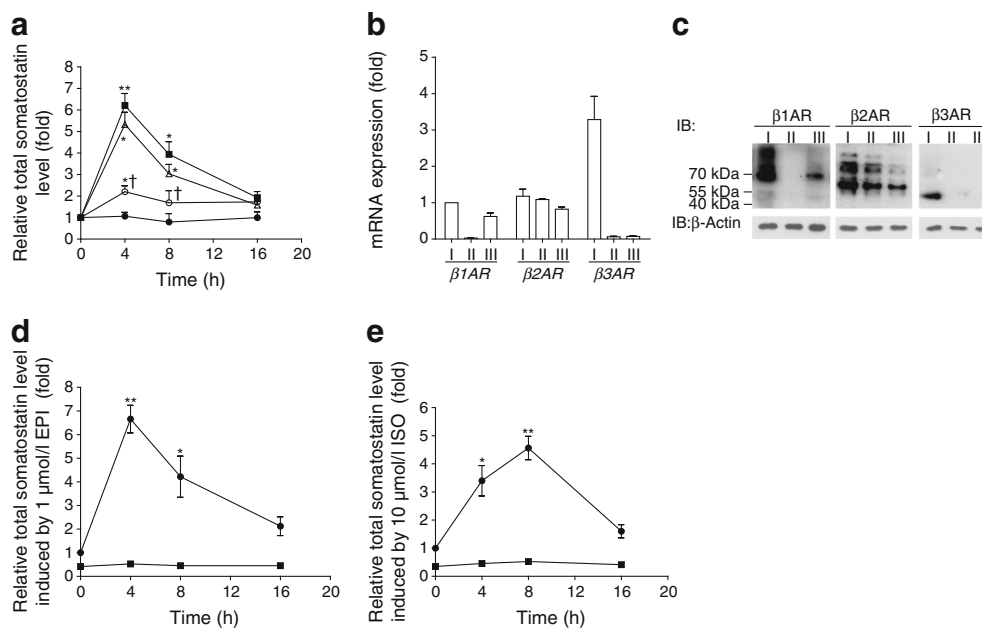 a
Relative total somatostatin
level (fold)
8
7
6
5
4
3
2
1
0
**
*
*
*
*†
†
0 4 8 12 16 20
Time (h)
b
mRNA expression (fold)
5
4
3
2
1
0
I II III I II III I II III
β1AR β2AR β3AR
c
β1AR β2AR β3AR
IB:
I II III I II III I II II
70 kDa
55 kDa
40 kDa
IB:β-Actin
d
Relative total somatostatin level
induced by 1 µmol/l EPI (fold)
8
7
6
5
4
3
2
1
0
**
*
0 4 8 12 16 20
Time (h)
e
Relative total somatostatin level
induced by 10 µmol/l ISO (fold)
6
5
4
3
2
1
0
*
**
0 4 8 12 16 20
Time (h)